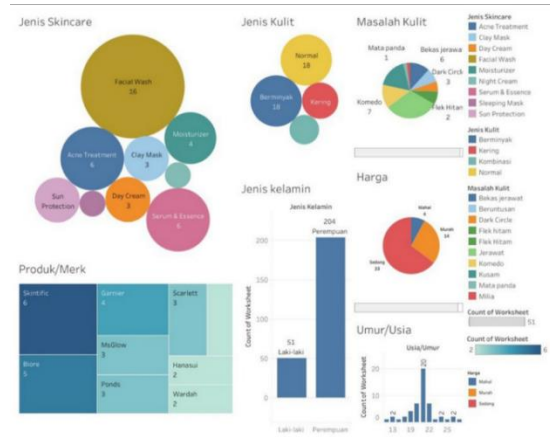 Jenis Skincare
Facial Wash
16
Acne Treatment
6
Clay Mask
3
Moisturizer
4
Sun
Protection
Day Cream
3
Serum & Essence
6
Jenis Kulit
Normal
18
Berminyak
18
Kering
Masalah Kulit
Mata panda
1
Bekas jerawat
6
Dark Circle
3
Flek Hitam
2
Komedo
7
Jenis Skincare
Acne Treatment
Clay Mask
Day Cream
Facial Wash
Moisturizer
Night Cream
Serum & Essence
Sleeping Mask
Sun Protection
Jenis Kulit
Berminyak
Kering
Kombinasi
Normal
Masalah Kulit
Bekas jerawat
Beruntusan
Dark Circle
Flek hitam
Flek Hitam
Jerawat
Komedo
Kusam
Mata panda
Milia
Count of Worksheet
51
Count of Worksheet
2
6
Harga
Mahal
Murah
Sedang
Jenis kelamin
Jenis Kelamin
Count of Worksheet
200
150
100
50
0
51
Laki-laki
204
Perempuan
Laki-laki
Perempuan
Harga
Mahal
4
Murah
14
Sedang
Produk/Merk
Skintific
6
Garnier
4
Scarlett
3
Biore
5
MsGlow
3
Ponds
3
Hanasui
2
Wardah
2
Umur/Usia
Usia/Umur
Count of Worksheet
20
10
0
2
20
2
2
13
16
19
22
25